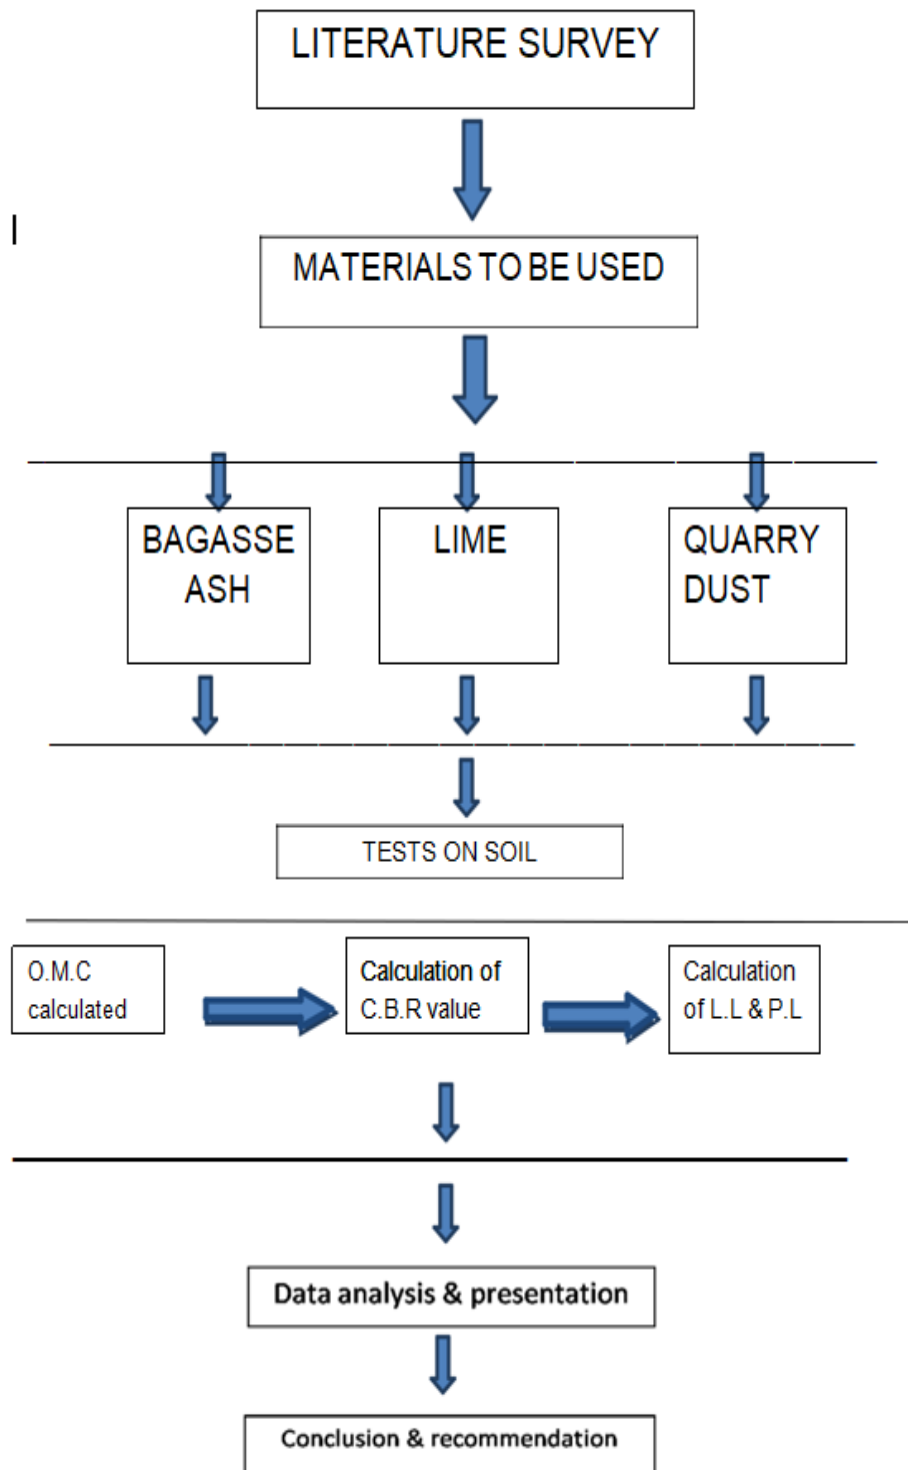 LITERATURE SURVEY
MATERIALS TO BE USED
BAGASSE
ASH
LIME
QUARRY
DUST
TESTS ON SOIL
O.M.C
calculated
Calculation of
C.B.R value
Calculation
of L.L & P.L
Data analysis & presentation
Conclusion & recommendation